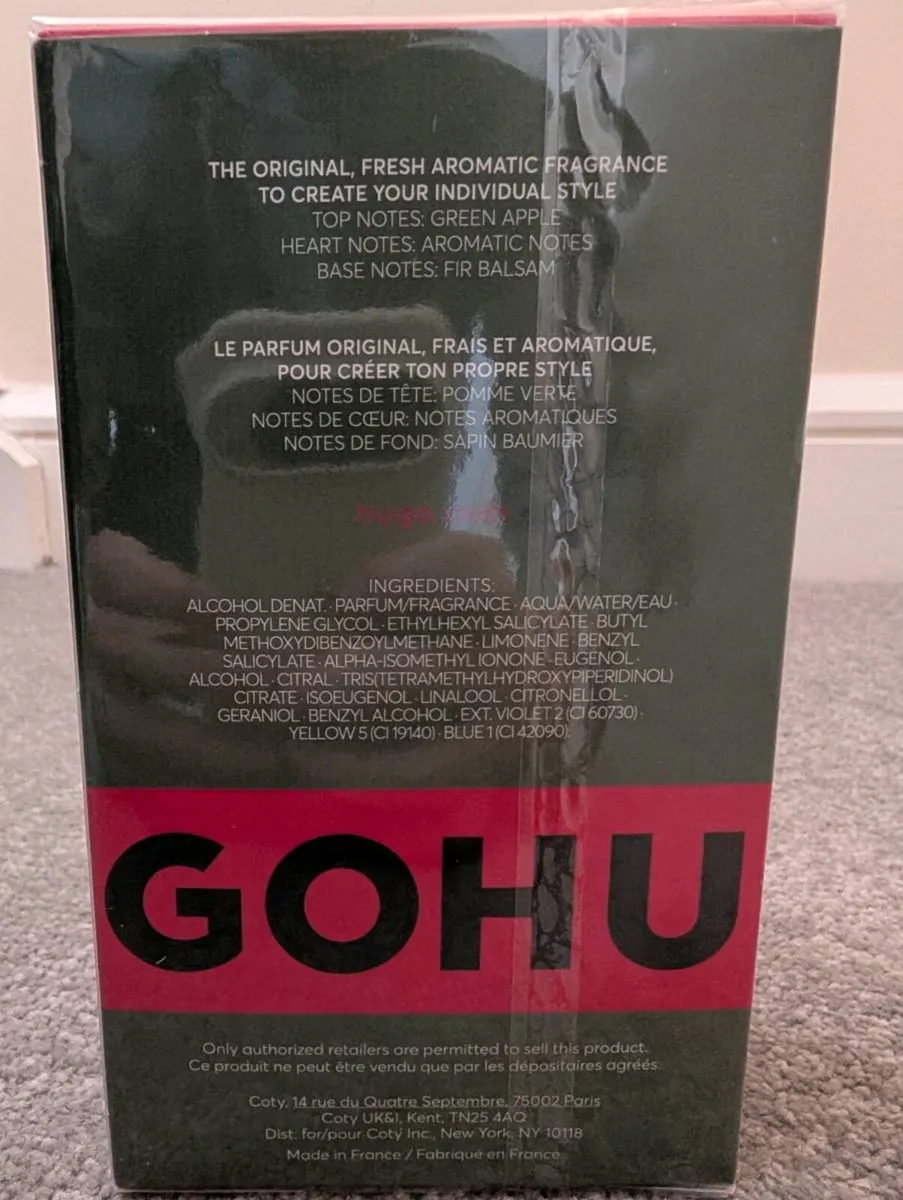 THE ORIGINAL, FRESH AROMATIC FRAGRANCE
TO CREATE YOUR INDIVIDUAL STYLE
TOP NOTES: GREEN APPLE
HEART NOTES: AROMATIC NOTES
BASE NOTES: FIR BALSAM
LE PARFUM ORIGINAL, FRAIS ET AROMATIQUE,
POUR CRÉER TON PROPRE STYLE
NOTES DE TÊTE: POMME VERTE
NOTES DE CŒUR: NOTES AROMATIQUES
NOTES DE FOND: SAPIN BAUMIER
hugo.com
INGREDIENTS:
ALCOHOL DENAT. · PARFUM/FRAGRANCE · AQUA/WATER/EAU ·
PROPYLENE GLYCOL · ETHYLHEXYL SALICYLATE · BUTYL
METHOXYDIBENZOYLMETHANE · LIMONENE · BENZYL
SALICYLATE · ALPHA-ISOMETHYL IONONE · EUGENOL ·
ALCOHOL · CITRAL · TRIS(TETRAMETHYLHYDROXYPIPERIDINOL)
CITRATE · ISOEUGENOL · LINALOOL · CITRONELLOL ·
GERANIOL · BENZYL ALCOHOL · EXT. VIOLET 2 (CI 60730) ·
YELLOW 5 (CI 19140) · BLUE 1 (CI 42090).
GOHU
Only authorized retailers are permitted to sell this product.
Ce produit ne peut être vendu que par les dépositaires agréés.
Coty, 14 rue du Quatre Septembre, 75002 Paris
Coty UK&I, Kent, TN25 4AQ
Dist. for/pour Coty Inc., New York, NY 10118
Made in France / Fabriqué en France